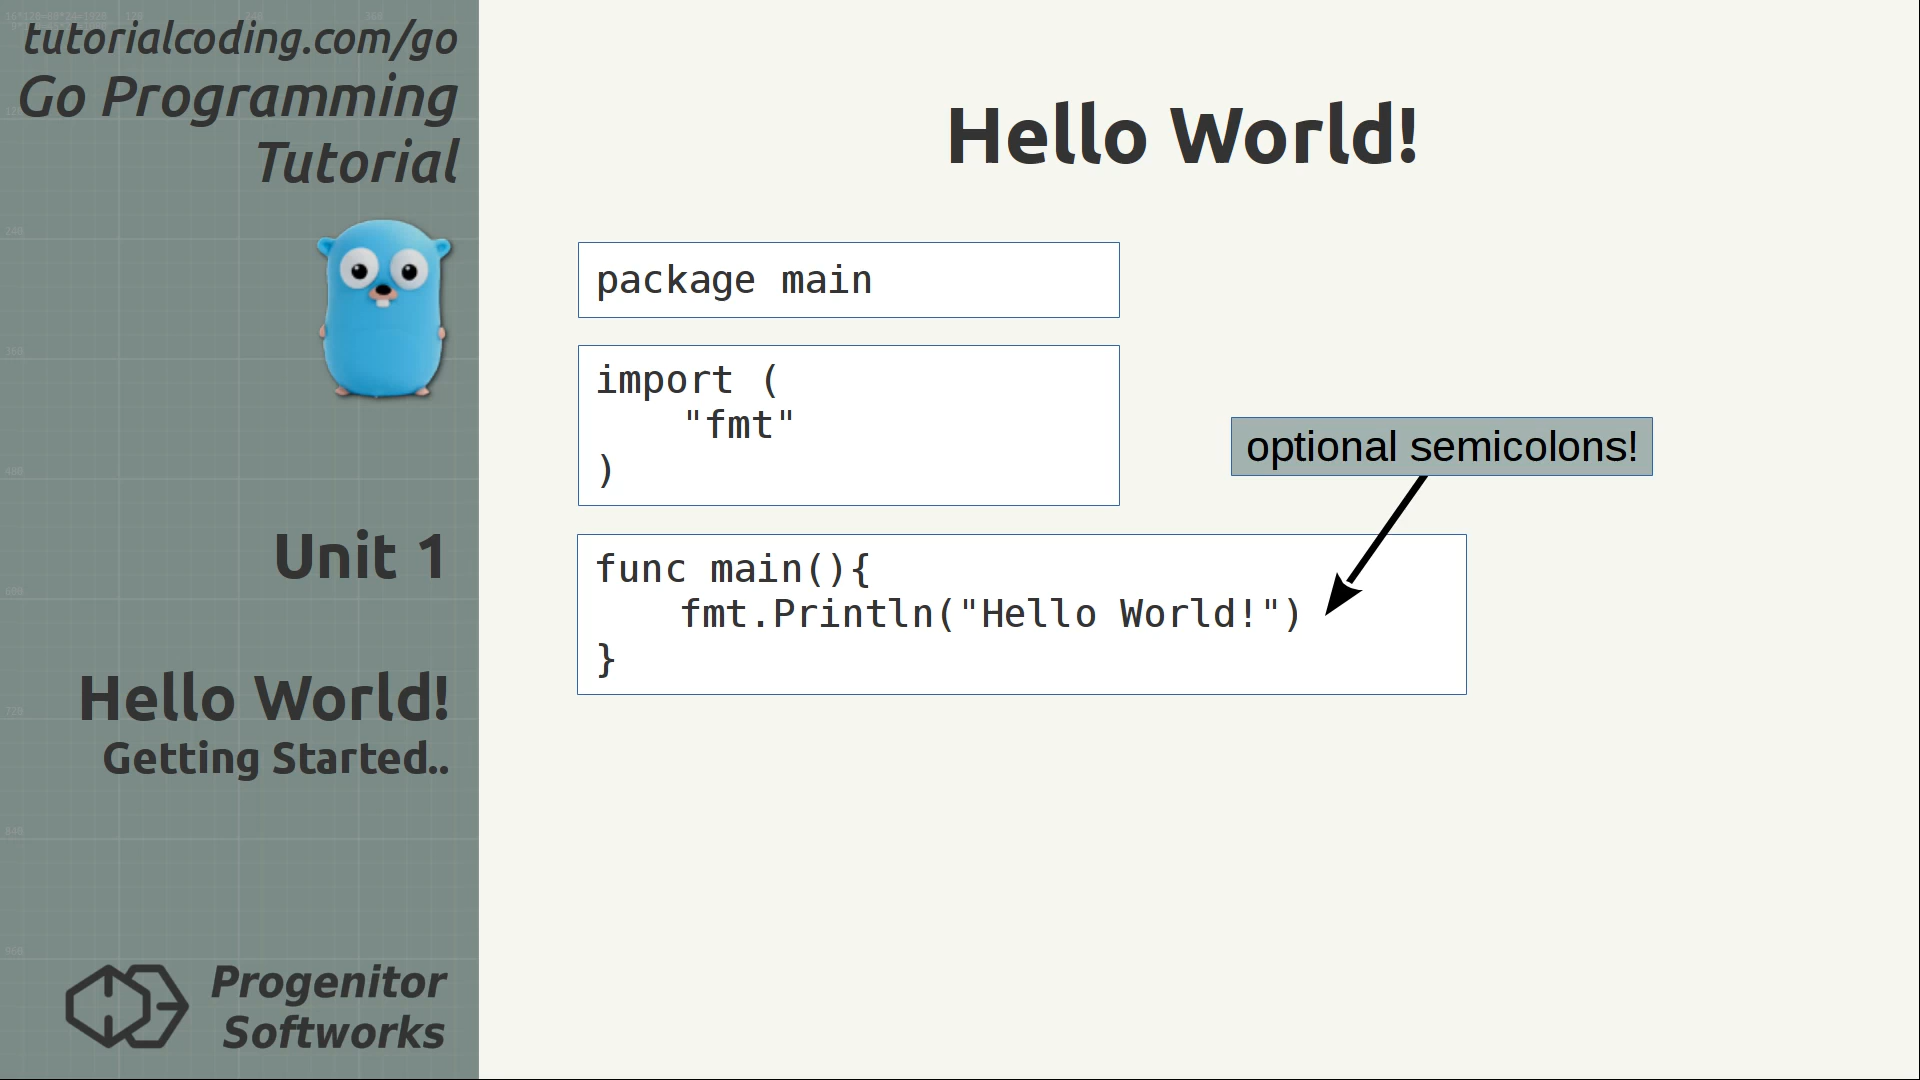 tutorialcoding.com/go
Go Programming
Tutorial
Unit 1
Hello World!
Getting Started..
Progenitor
Softworks
Hello World!
package main
import (
    "fmt"
)
optional semicolons!
func main(){
    fmt.Println("Hello World!")
}